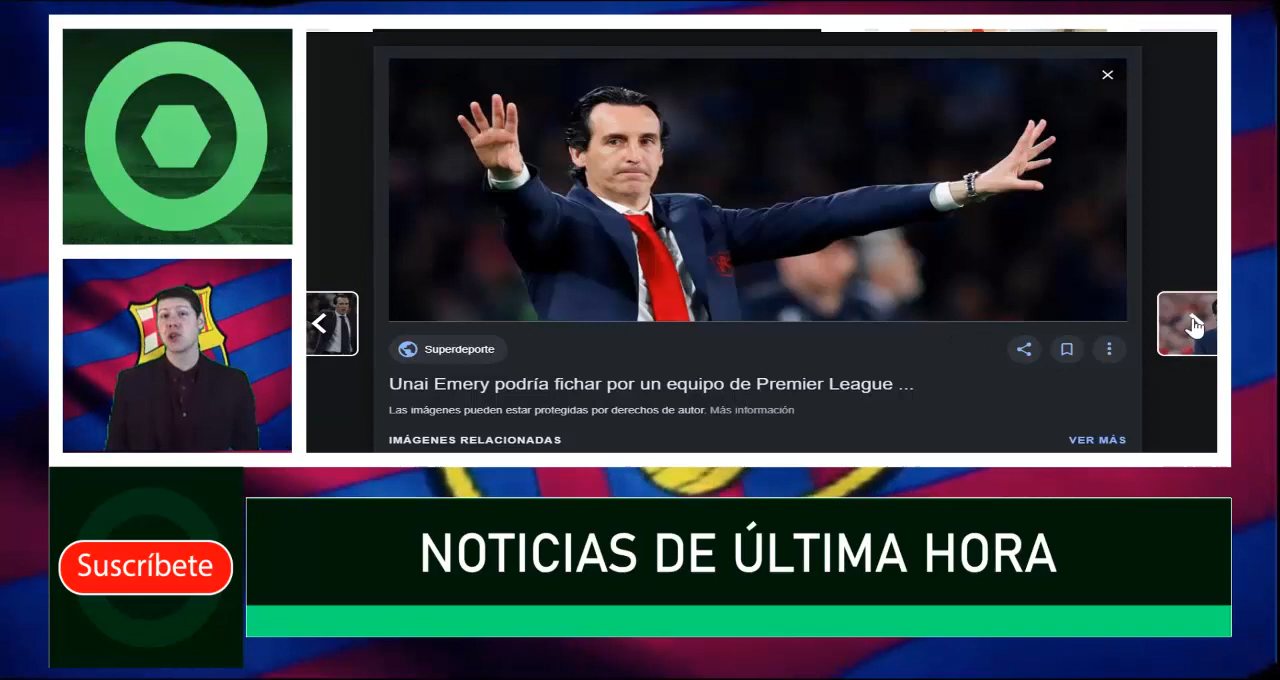 Superdeporte
Unai Emery podría fichar por un equipo de Premier League ...
Las imágenes pueden estar protegidas por derechos de autor. Más información
IMÁGENES RELACIONADAS
VER MÁS
Suscríbete
NOTICIAS DE ÚLTIMA HORA